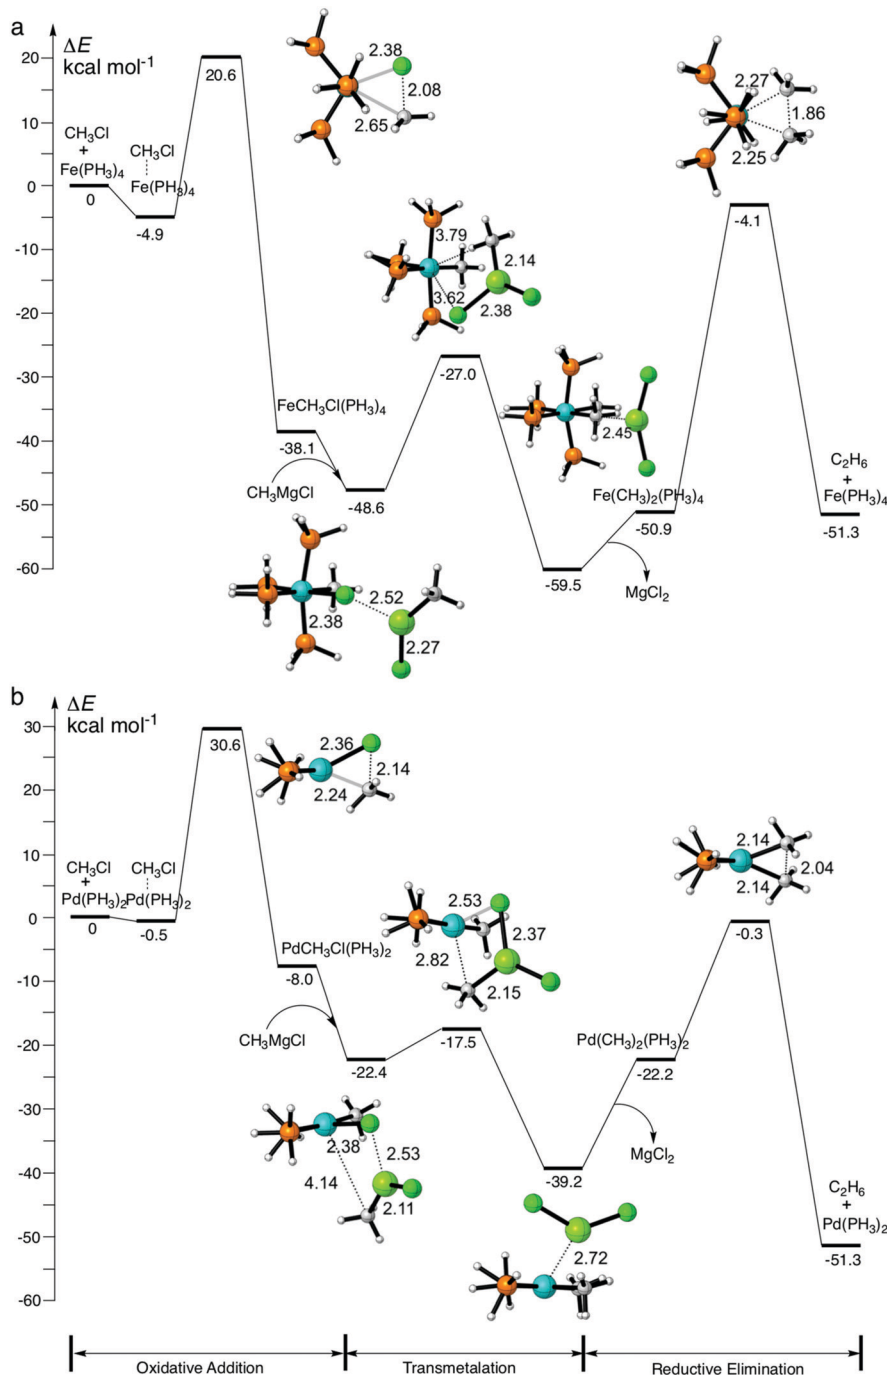 a
ΔE
kcal mol-1
20
10
0
-10
-20
-30
-40
-50
-60
CH3Cl
+
Fe(PH3)4
0
CH3Cl
Fe(PH3)4
-4.9
20.6
2.38
2.08
2.65
FeCH3Cl(PH3)4
-38.1
CH3MgCl
-48.6
2.38
2.52
2.27
3.79
2.14
3.62
2.38
-27.0
2.45
-59.5
Fe(CH3)2(PH3)4
-50.9
MgCl2
2.27
1.86
2.25
-4.1
C2H6
+
Fe(PH3)4
-51.3
b
ΔE
kcal mol-1
30
20
10
0
-10
-20
-30
-40
-50
-60
CH3Cl
+
Pd(PH3)2
0
CH3Cl
Pd(PH3)2
-0.5
30.6
2.36
2.14
2.24
PdCH3Cl(PH3)2
-8.0
CH3MgCl
-22.4
2.38
2.53
4.14
2.11
2.53
2.37
2.82
2.15
-17.5
-39.2
2.72
Pd(CH3)2(PH3)2
-22.2
MgCl2
2.14
2.04
2.14
-0.3
C2H6
+
Pd(PH3)2
-51.3
Oxidative Addition
Transmetalation
Reductive Elimination